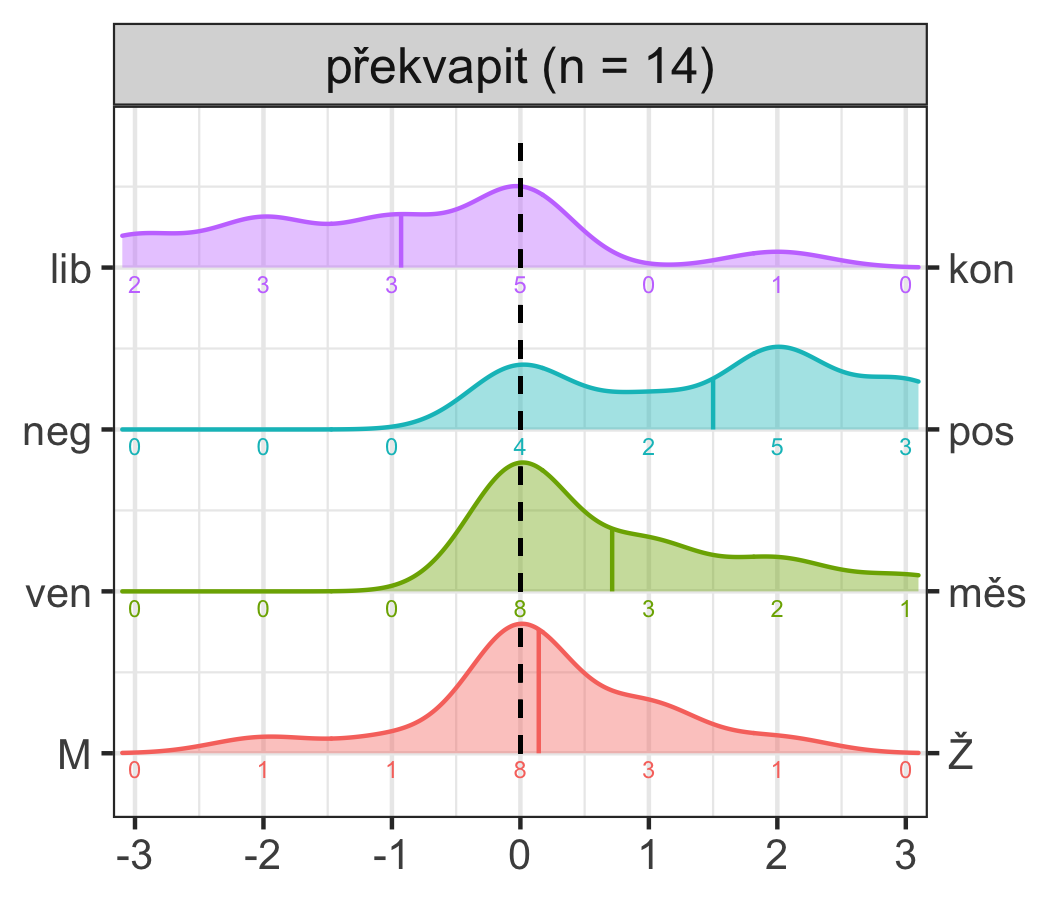 překvapit (n = 14)
lib kon
2 3 3 5 0 1 0
neg pos
0 0 0 4 2 5 3
ven měs
0 0 0 8 3 2 1
M Ž
0 1 1 8 3 1 0
-3 -2 -1 0 1 2 3